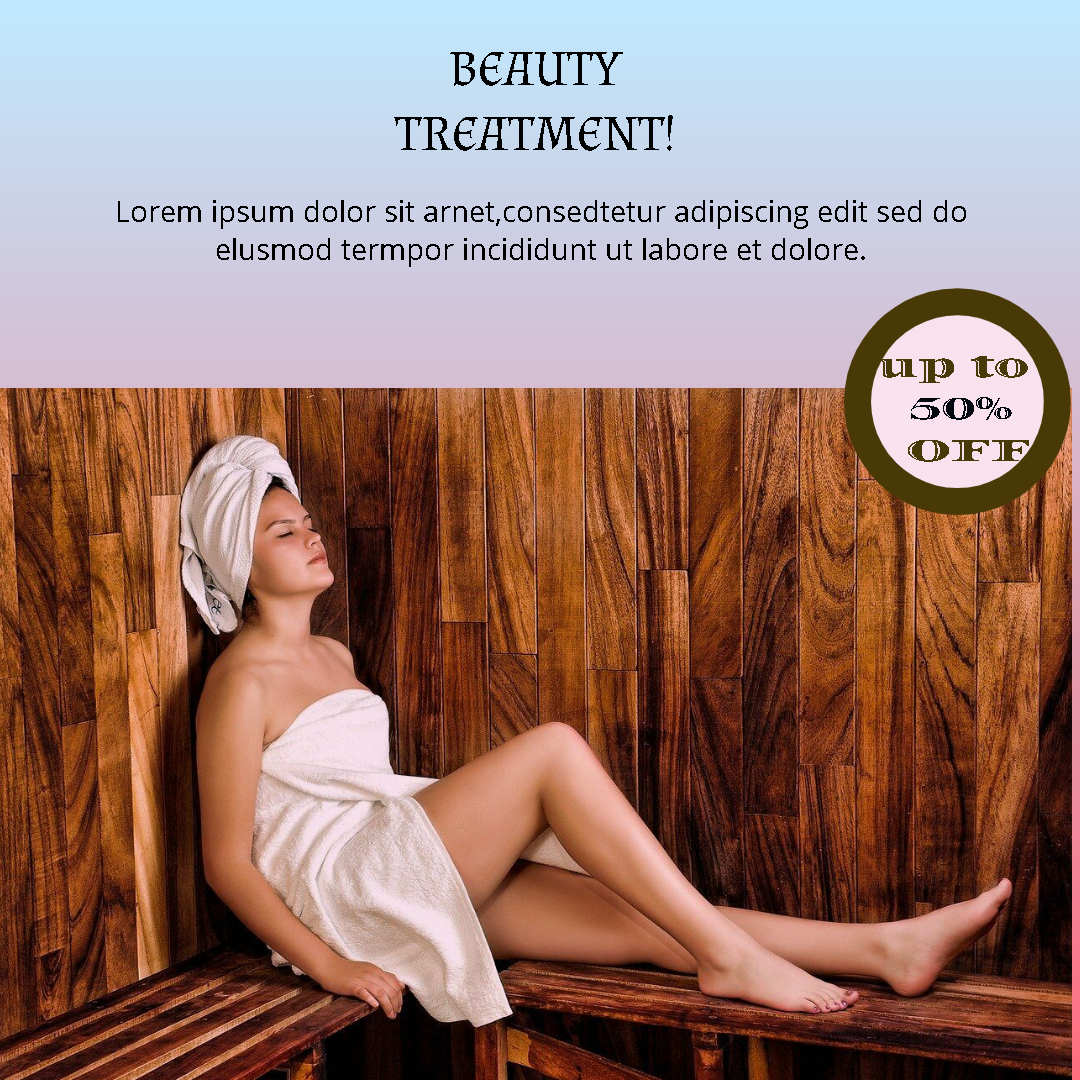 BEAUTY
TREATMENT!
Lorem ipsum dolor sit arnet,consedtetur adipiscing edit sed do
elusmod termpor incididunt ut labore et dolore.
up to
50%
OFF